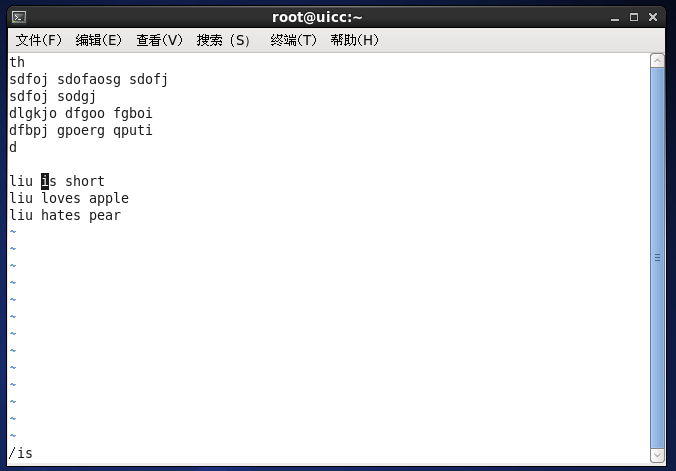 root@uicc:~
文件(F) 编辑(E) 查看(V) 搜索 (S) 终端(T) 帮助(H)
th
sdfoj sdofaosg sdofj
sdfoj sodgj
dlgkjo dfgoo fgboi
dfbpj gpoerg qputi
d
liu is short
liu loves apple
liu hates pear
~
~
~
~
~
~
~
~
~
~
~
~
~
/is